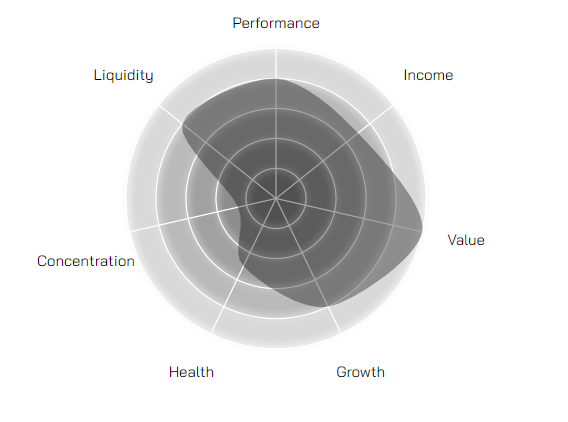 Performance
Liquidity
Income
Value
Concentration
Health
Growth